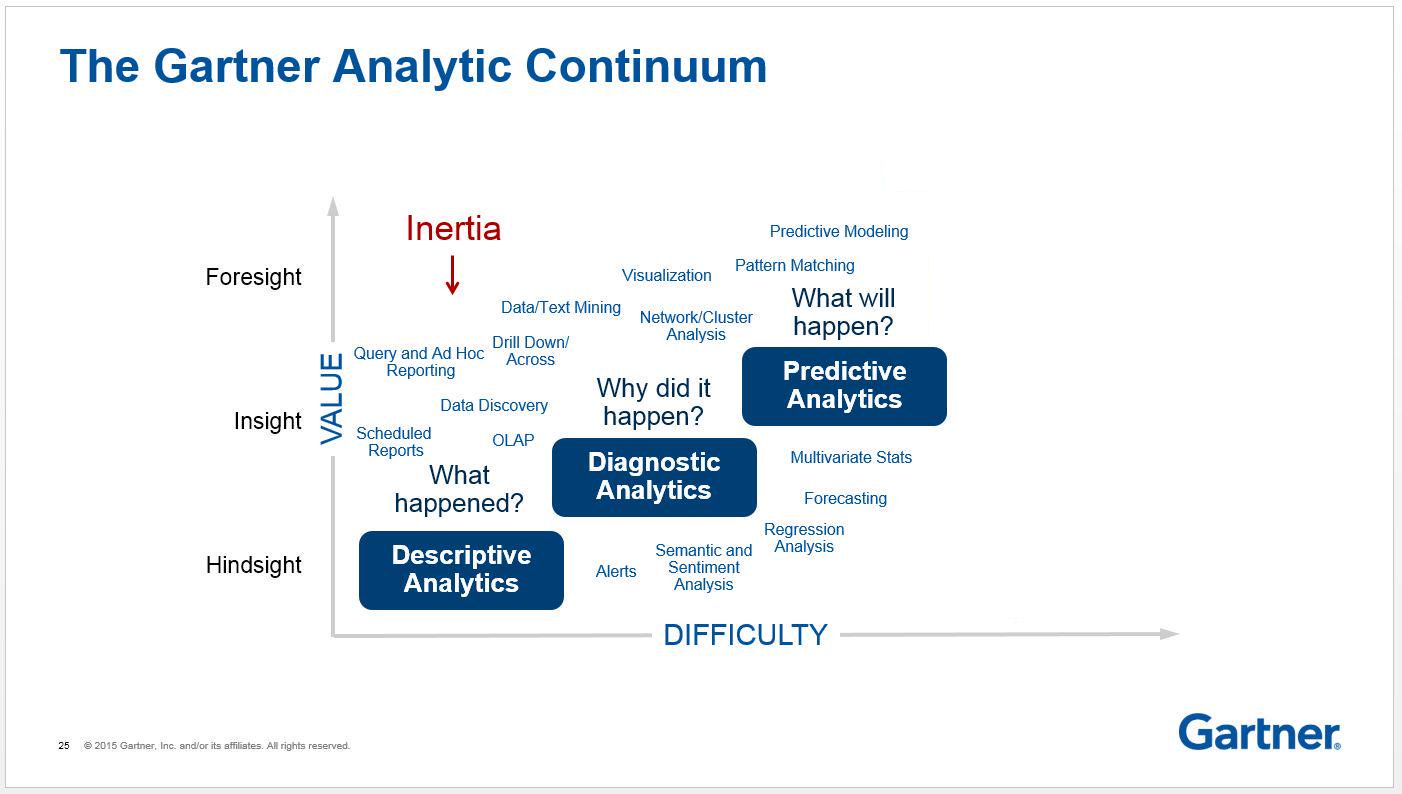 The Gartner Analytic Continuum
Inertia
Predictive Modeling
Pattern Matching
Foresight
Visualization
What will
happen?
Data/Text Mining
Network/Cluster
Analysis
Drill Down/
Across
Query and Ad Hoc
Reporting
Predictive
Analytics
VALUE
Why did it
happen?
Data Discovery
Insight
Scheduled
Reports
OLAP
Diagnostic
Analytics
Multivariate Stats
What
happened?
Forecasting
Regression
Analysis
Hindsight
Descriptive
Analytics
Alerts
Semantic and
Sentiment
Analysis
DIFFICULTY
25 © 2015 Gartner, Inc. and/or its affiliates. All rights reserved.
Gartner®